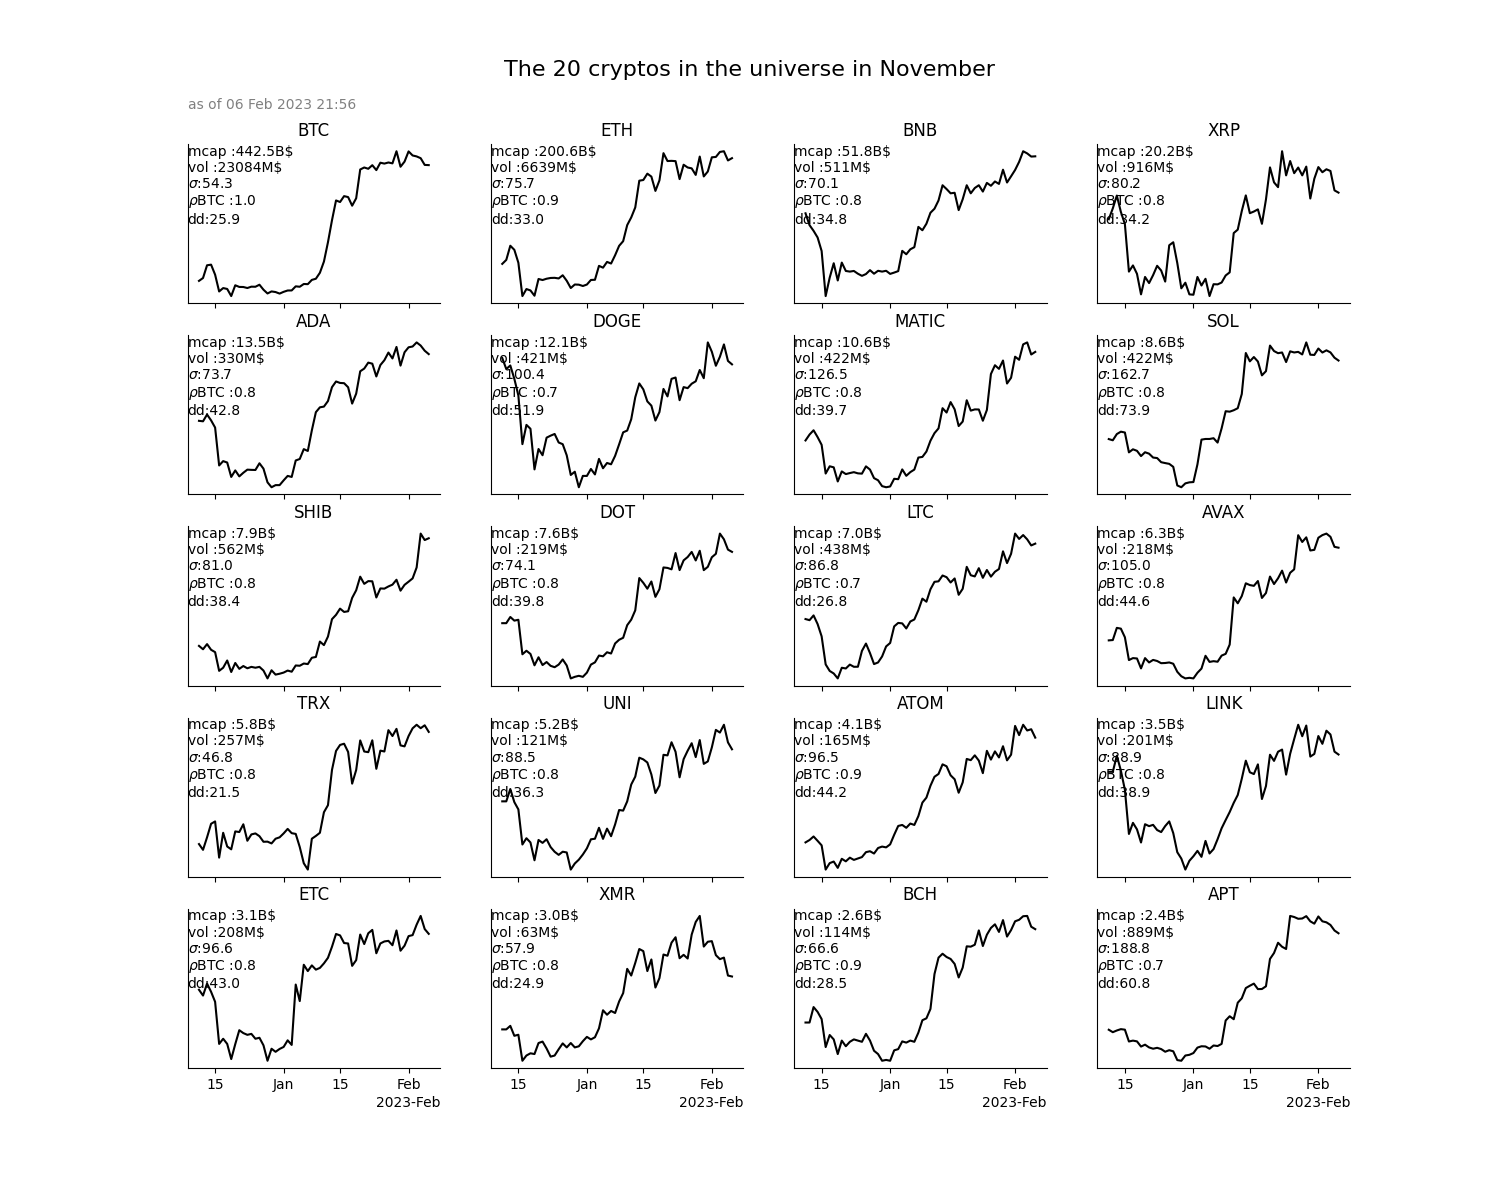 The 20 cryptos in the universe in November
as of 06 Feb 2023 21:56
BTC
mcap :442.5B$
vol :23084M$
σ:54.3
ρBTC :1.0
dd:25.9
ETH
mcap :200.6B$
vol :6639M$
σ:75.7
ρBTC :0.9
dd:33.0
BNB
mcap :51.8B$
vol :511M$
σ:70.1
ρBTC :0.8
dd:34.8
XRP
mcap :20.2B$
vol :916M$
σ:80.2
ρBTC :0.8
dd:34.2
ADA
mcap :13.5B$
vol :330M$
σ:73.7
ρBTC :0.8
dd:42.8
DOGE
mcap :12.1B$
vol :421M$
σ:100.4
ρBTC :0.7
dd:51.9
MATIC
mcap :10.6B$
vol :422M$
σ:126.5
ρBTC :0.8
dd:39.7
SOL
mcap :8.6B$
vol :422M$
σ:162.7
ρBTC :0.8
dd:73.9
SHIB
mcap :7.9B$
vol :562M$
σ:81.0
ρBTC :0.8
dd:38.4
DOT
mcap :7.6B$
vol :219M$
σ:74.1
ρBTC :0.8
dd:39.8
LTC
mcap :7.0B$
vol :438M$
σ:86.8
ρBTC :0.7
dd:26.8
AVAX
mcap :6.3B$
vol :218M$
σ:105.0
ρBTC :0.8
dd:44.6
TRX
mcap :5.8B$
vol :257M$
σ:46.8
ρBTC :0.8
dd:21.5
UNI
mcap :5.2B$
vol :121M$
σ:88.5
ρBTC :0.8
dd:36.3
ATOM
mcap :4.1B$
vol :165M$
σ:96.5
ρBTC :0.9
dd:44.2
LINK
mcap :3.5B$
vol :201M$
σ:88.9
ρBTC :0.8
dd:38.9
ETC
mcap :3.1B$
vol :208M$
σ:96.6
ρBTC :0.8
dd:43.0
XMR
mcap :3.0B$
vol :63M$
σ:57.9
ρBTC :0.8
dd:24.9
BCH
mcap :2.6B$
vol :114M$
σ:66.6
ρBTC :0.9
dd:28.5
APT
mcap :2.4B$
vol :889M$
σ:188.8
ρBTC :0.7
dd:60.8
15 Jan 15 Feb
2023-Feb
15 Jan 15 Feb
2023-Feb
15 Jan 15 Feb
2023-Feb
15 Jan 15 Feb
2023-Feb